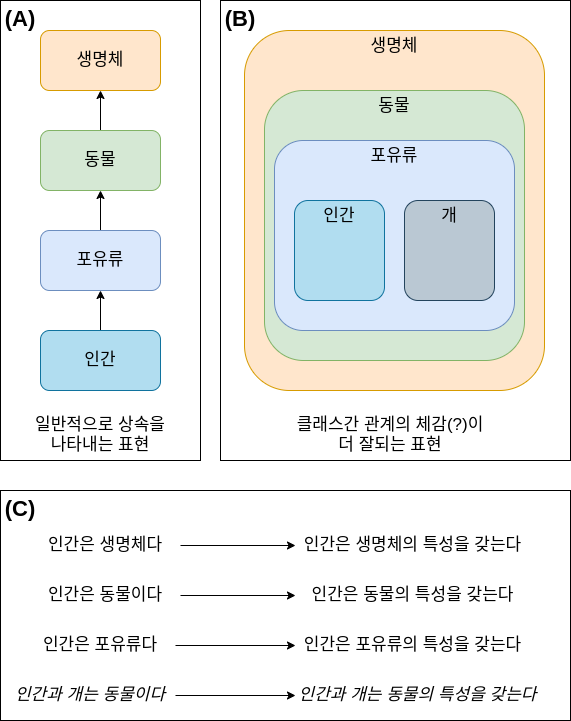 (A)
생명체
동물
포유류
인간
일반적으로 상속을
나타내는 표현
(B)
생명체
동물
포유류
인간 개
클래스간 관계의 체감(?)이
더 잘되는 표현
(C)
인간은 생명체다 인간은 생명체의 특성을 갖는다
인간은 동물이다 인간은 동물의 특성을 갖는다
인간은 포유류다 인간은 포유류의 특성을 갖는다
인간과 개는 동물이다 인간과 개는 동물의 특성을 갖는다